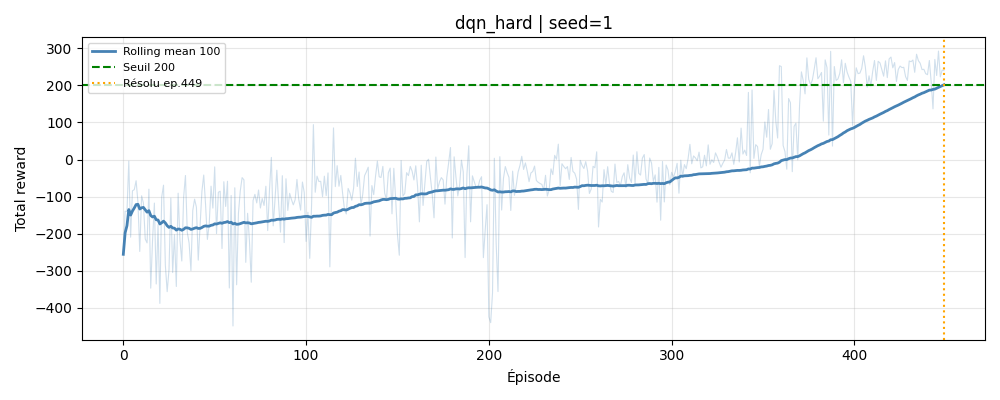 dqn_hard | seed=1
Total reward
300
200
100
0
−100
−200
−300
−400
Rolling mean 100
Seuil 200
Résolu ep.449
0
100
200
300
400
Épisode